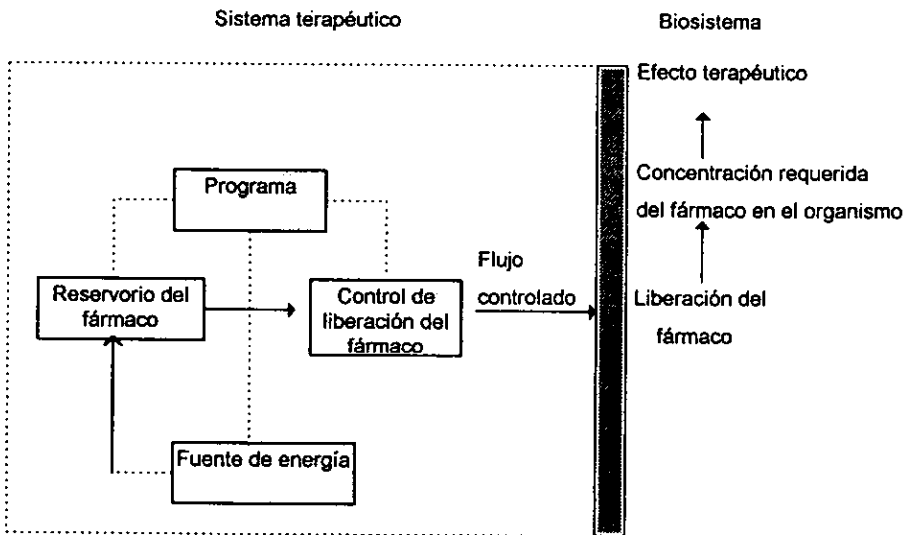 Sistema terapéutico
Biosistema
Efecto terapéutico
Programa
Concentración requerida
del fármaco en el organismo
Flujo
controlado
Reservorio del
fármaco
Control de
liberación del
fármaco
Liberación del
fármaco
Fuente de energía